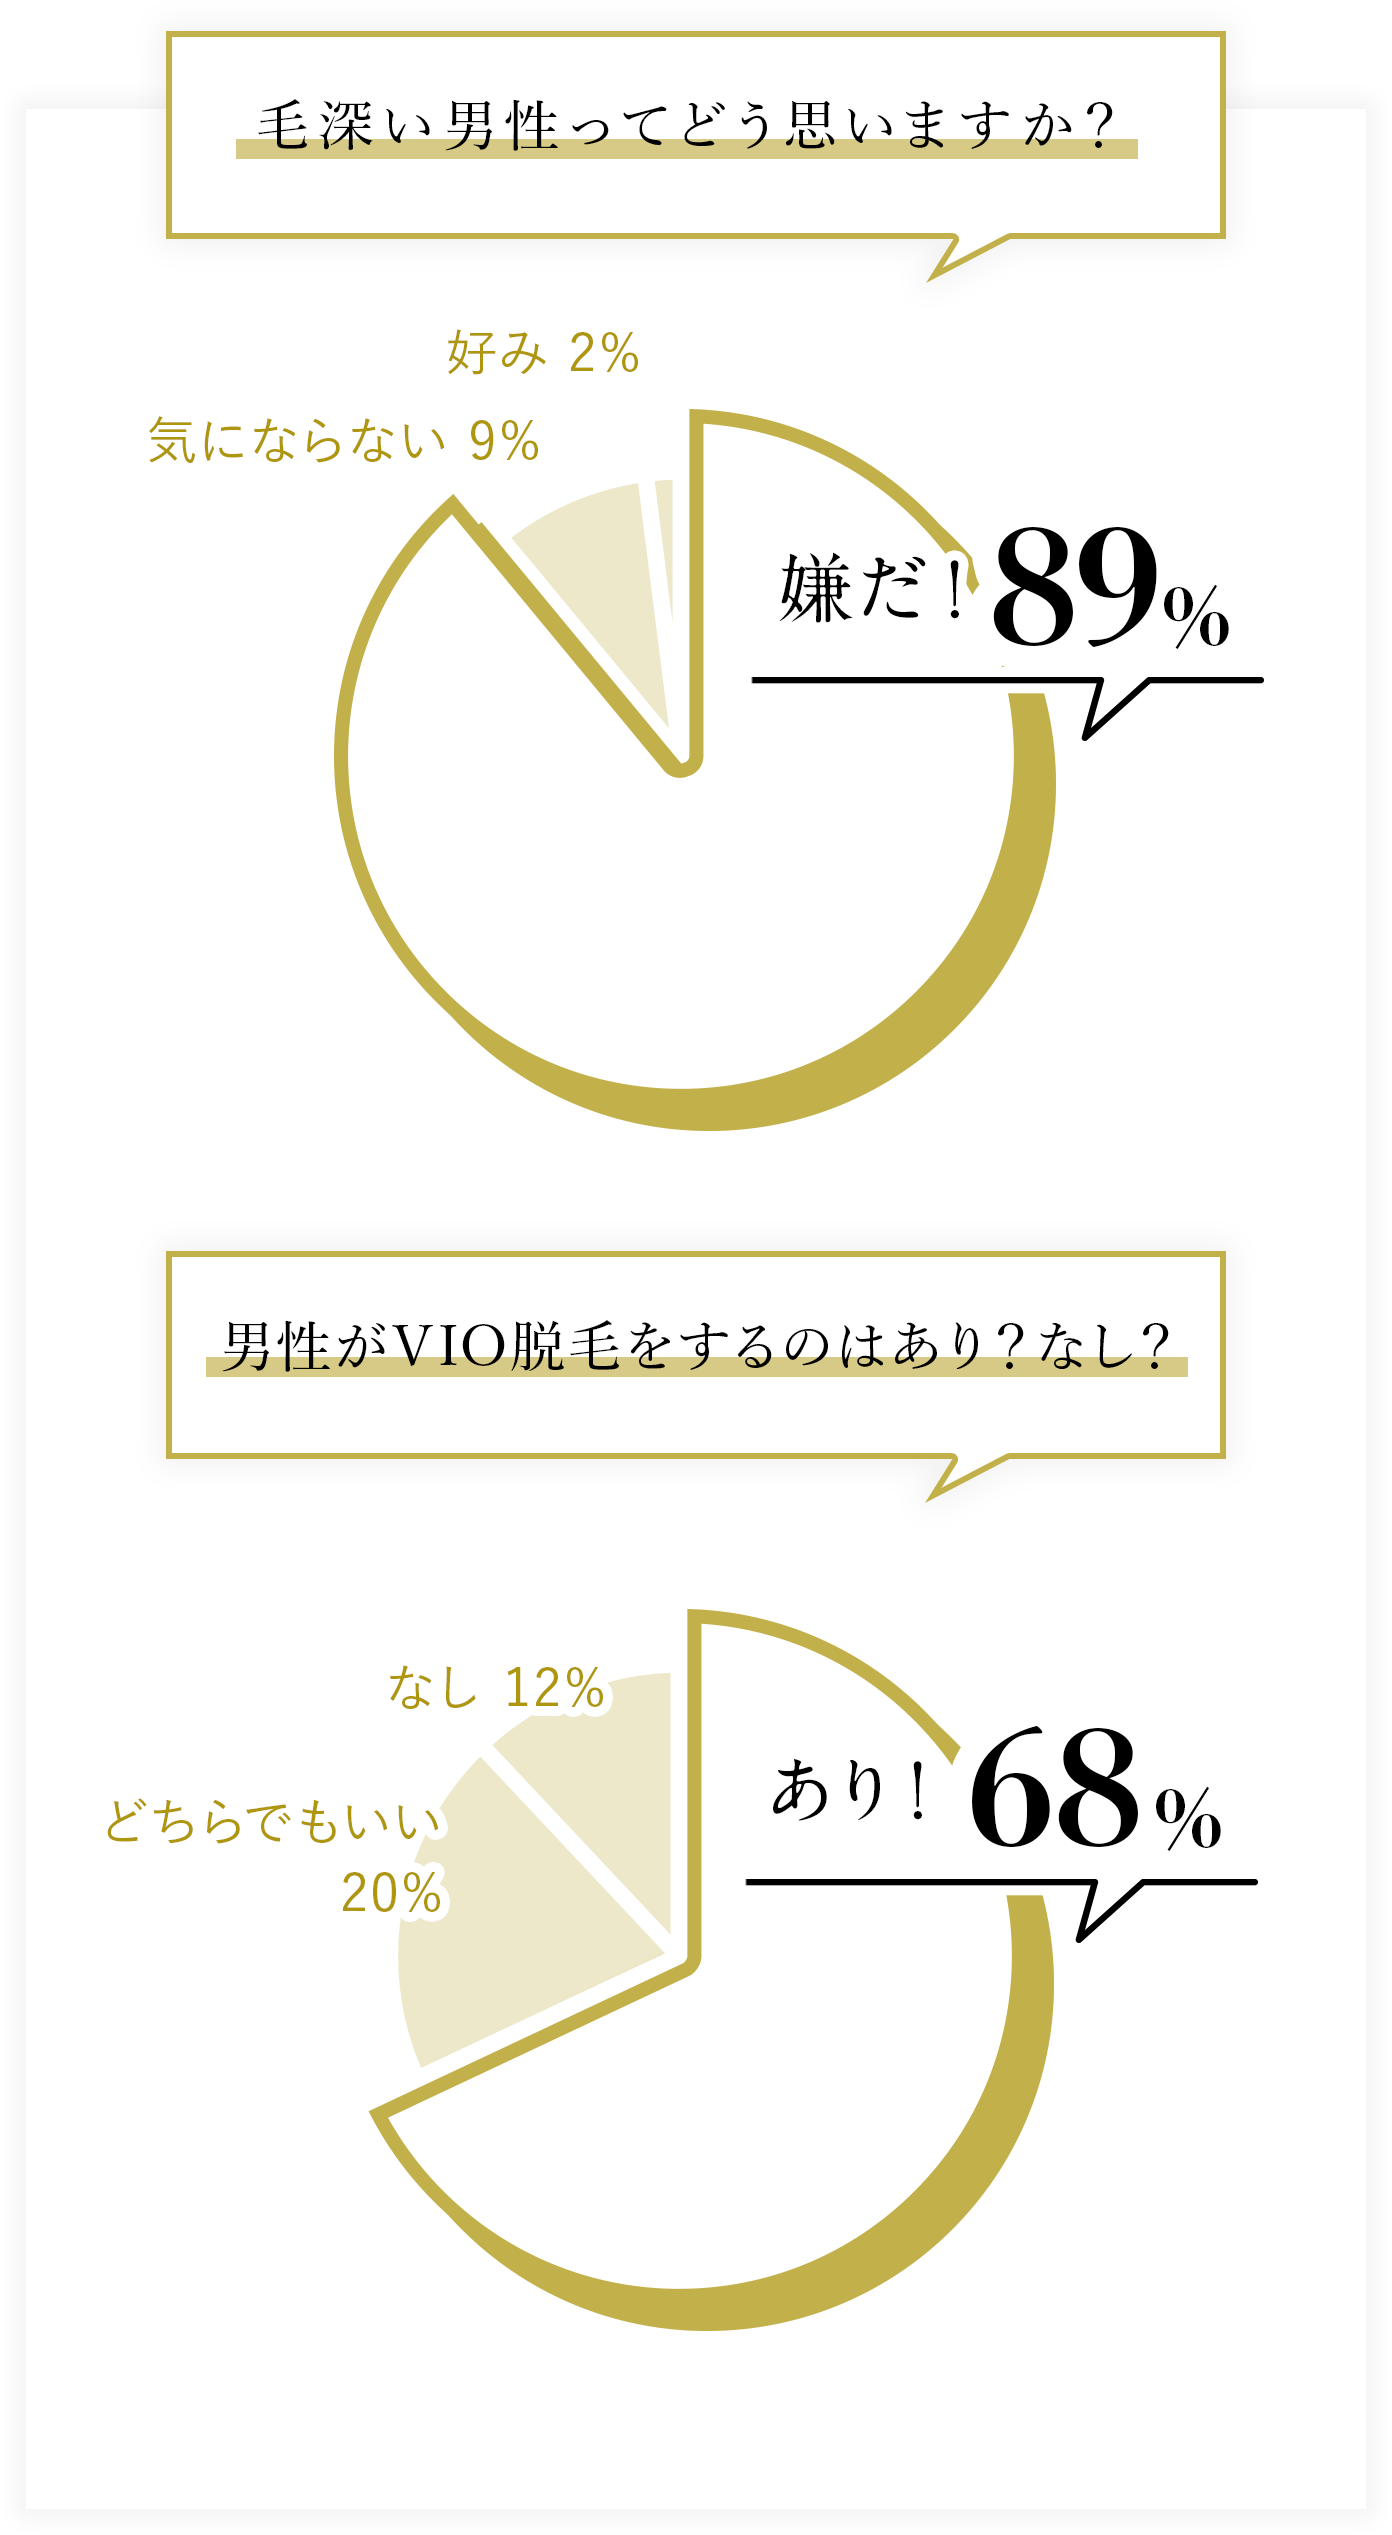 毛深い男性ってどう思いますか？
好み 2%
気にならない 9%
嫌だ！89%
男性がVIO脱毛をするのはあり？なし？
なし 12%
あり！68%
どちらでもいい
20%